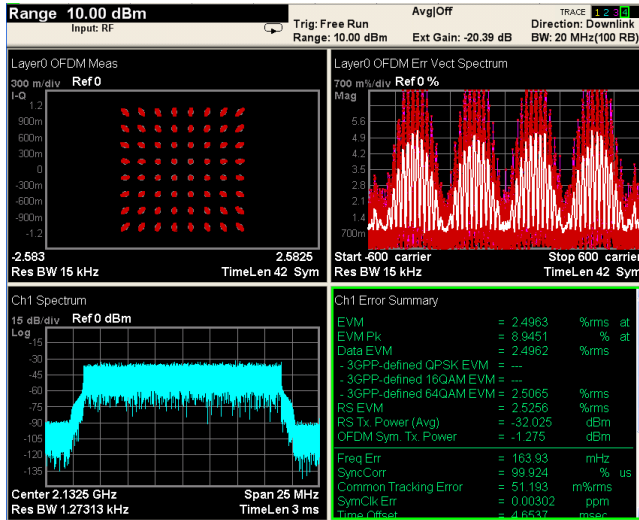 Range 10.00 dBm
Input: RF
Avg|Off
Trig: Free Run
Range: 10.00 dBm
Ext Gain: -20.39 dB
TRACE 1 2 3 4
Direction: Downlink
BW: 20 MHz(100 RB)
Layer0 OFDM Meas
300 m/div Ref 0
I-Q
1.2
900m
600m
300m
0
-300m
-600m
-900m
-1.2
-2.583
2.5825
Res BW 15 kHz
TimeLen 42 Sym
Layer0 OFDM Err Vect Spectrum
700 m%/div Ref 0 %
Mag
5.6
4.9
4.2
3.5
2.8
2.1
1.4
700m
Start -600 carrier
Stop 600 carrier
Res BW 15 kHz
TimeLen 42 Sym
Ch1 Spectrum
15 dB/div Ref 0 dBm
Log
-15
-30
-45
-60
-75
-90
-105
-120
-135
Center 2.1325 GHz
Span 25 MHz
Res BW 1.27313 kHz
TimeLen 3 ms
Ch1 Error Summary
EVM = 2.4963 %rms at
EVM Pk = 8.9451 % at
Data EVM = 2.4962 %rms
- 3GPP-defined QPSK EVM = ---
- 3GPP-defined 16QAM EVM = ---
- 3GPP-defined 64QAM EVM = 2.5065 %rms
RS EVM = 2.5256 %rms
RS Tx. Power (Avg) = -32.025 dBm
OFDM Sym. Tx. Power = -1.275 dBm
Freq Err = 163.93 mHz
SyncCorr = 99.924 % us
Common Tracking Error = 51.193 m%rms
SymClk Err = 0.00302 ppm
Time Offset = 4.6537 msec